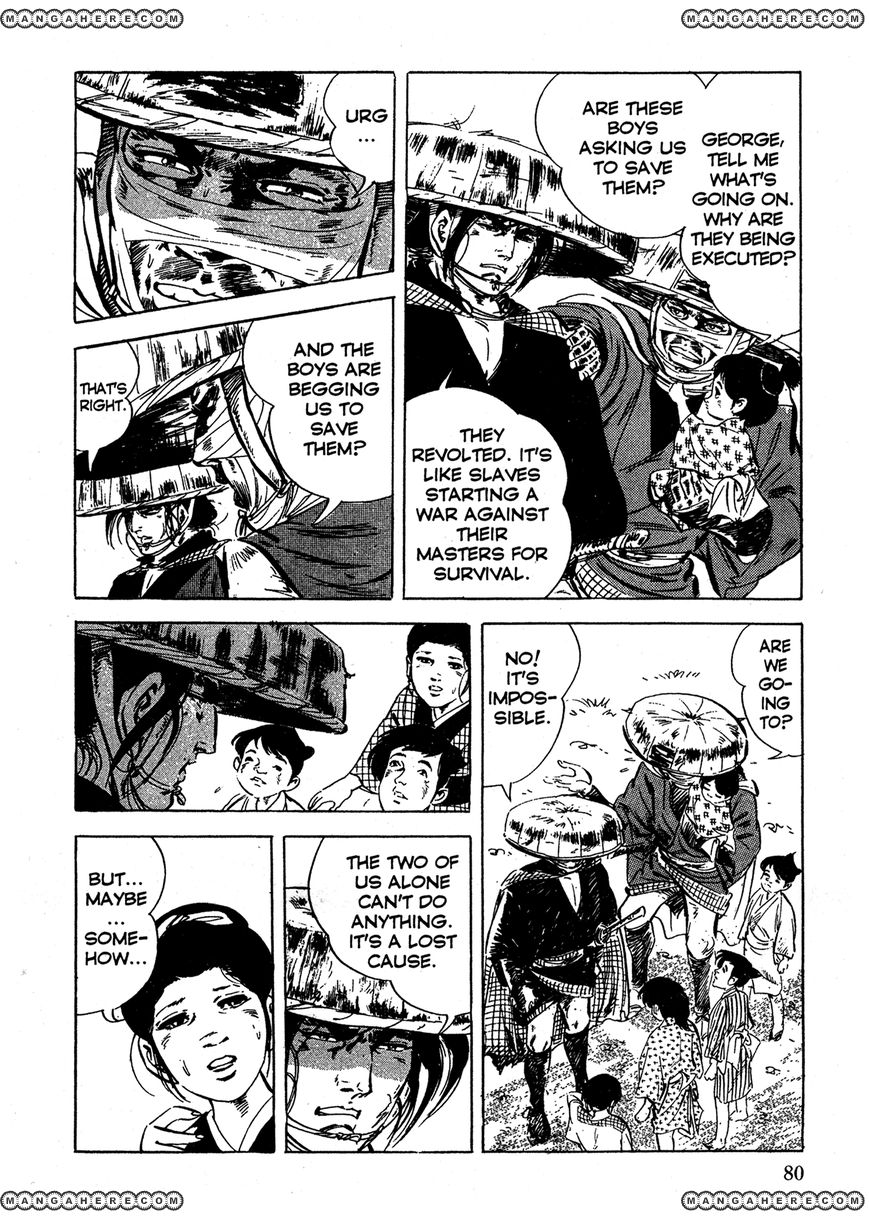 MANGAHERE.COM
MANGAHERE.COM
ARE THESE
BOYS
ASKING US
TO SAVE
THEM?
GEORGE,
TELL ME
WHAT'S
GOING ON.
WHY ARE
THEY BEING
EXECUTED?
THEY
REVOLTED. IT'S
LIKE SLAVES
STARTING A
WAR AGAINST
THEIR
MASTERS FOR
SURVIVAL.
URG
...
AND THE
BOYS ARE
BEGGING
US TO
SAVE
THEM?
THAT'S
RIGHT.
ARE
WE
GO-
ING
TO?
NO!
IT'S
IMPOS-
SIBLE.
THE TWO OF
US ALONE
CAN'T DO
ANYTHING.
IT'S A LOST
CAUSE.
BUT...
MAYBE
...
SOME-
HOW...
80
MANGAHERE.COM
MANGAHERE.COM